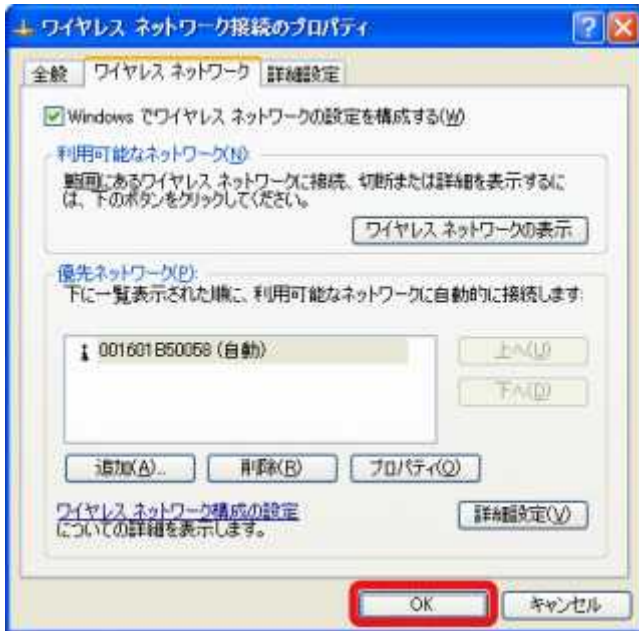 ワイヤレス ネットワーク接続のプロパティ
全般 ワイヤレス ネットワーク 詳細設定
Windows でワイヤレス ネットワークの設定を構成する(W)
利用可能なネットワーク(N):
範囲にあるワイヤレス ネットワークに接続、切断または詳細を表示するに
は、下のボタンをクリックしてください。
ワイヤレス ネットワークの表示
優先ネットワーク(P):
下に一覧表示された順に、利用可能なネットワークに自動的に接続します:
001601B50058 (自動)
上へ(U)
下へ(D)
追加(A)... 削除(R) プロパティ(O)
ワイヤレス ネットワーク構成の設定
についての詳細を表示します。
詳細設定(V)
OK キャンセル